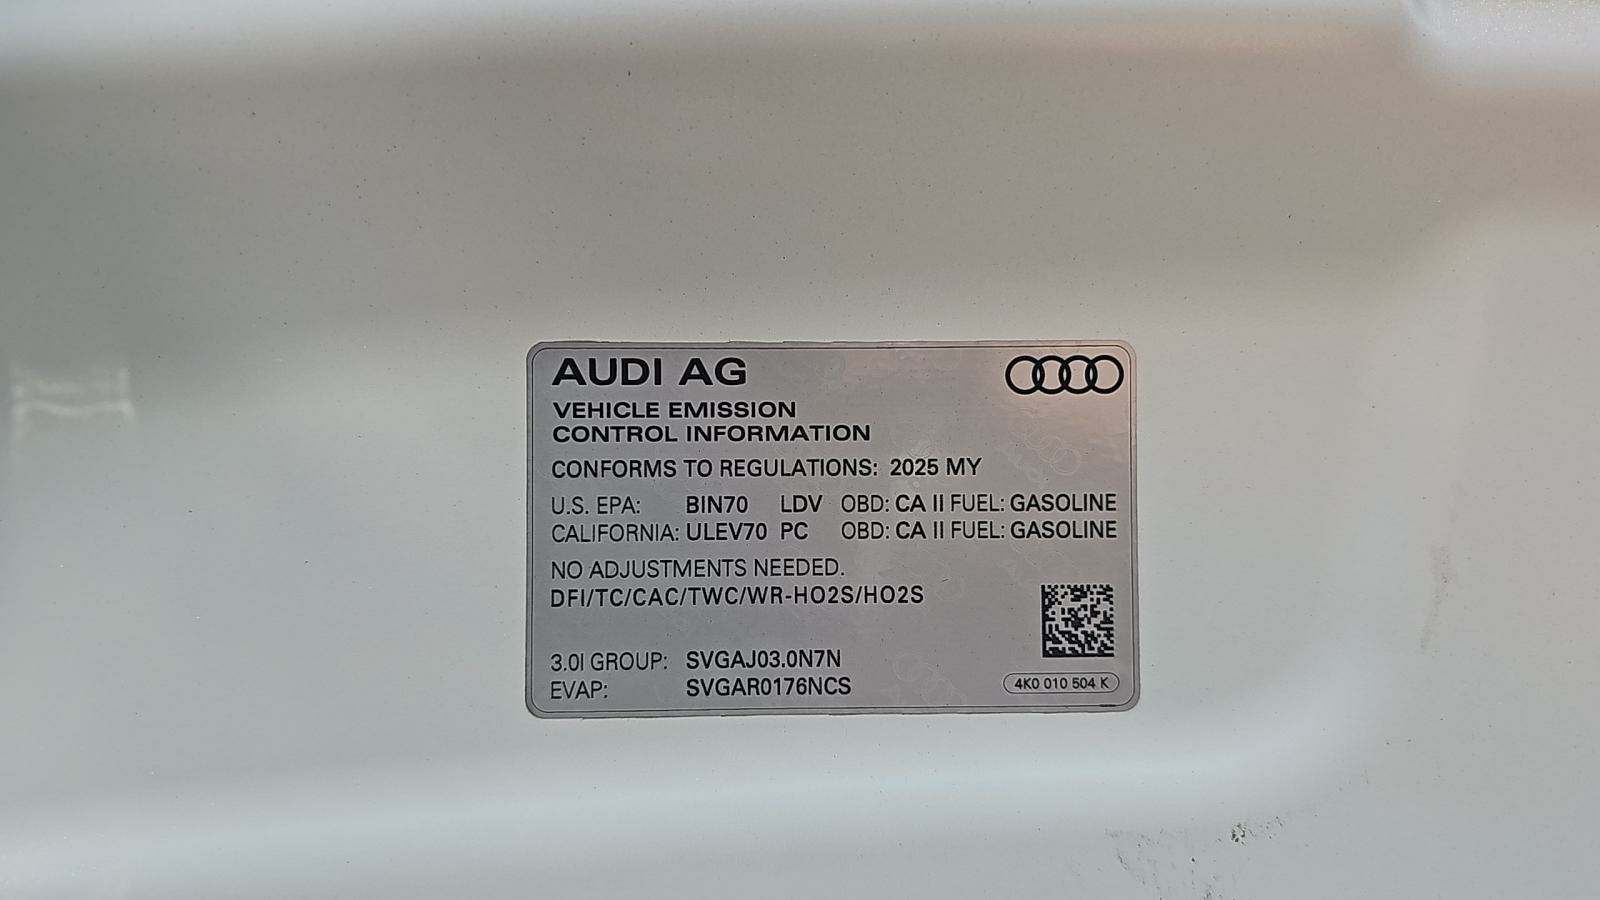 AUDI AG
VEHICLE EMISSION
CONTROL INFORMATION
CONFORMS TO REGULATIONS: 2025 MY
U.S. EPA: BIN70 LDV OBD: CA II FUEL: GASOLINE
CALIFORNIA: ULEV70 PC OBD: CA II FUEL: GASOLINE
NO ADJUSTMENTS NEEDED.
DFI/TC/CAC/TWC/WR-HO2S/HO2S
3.0l GROUP: SVGAJ03.0N7N
EVAP: SVGAR0176NCS
4K0 010 504 K